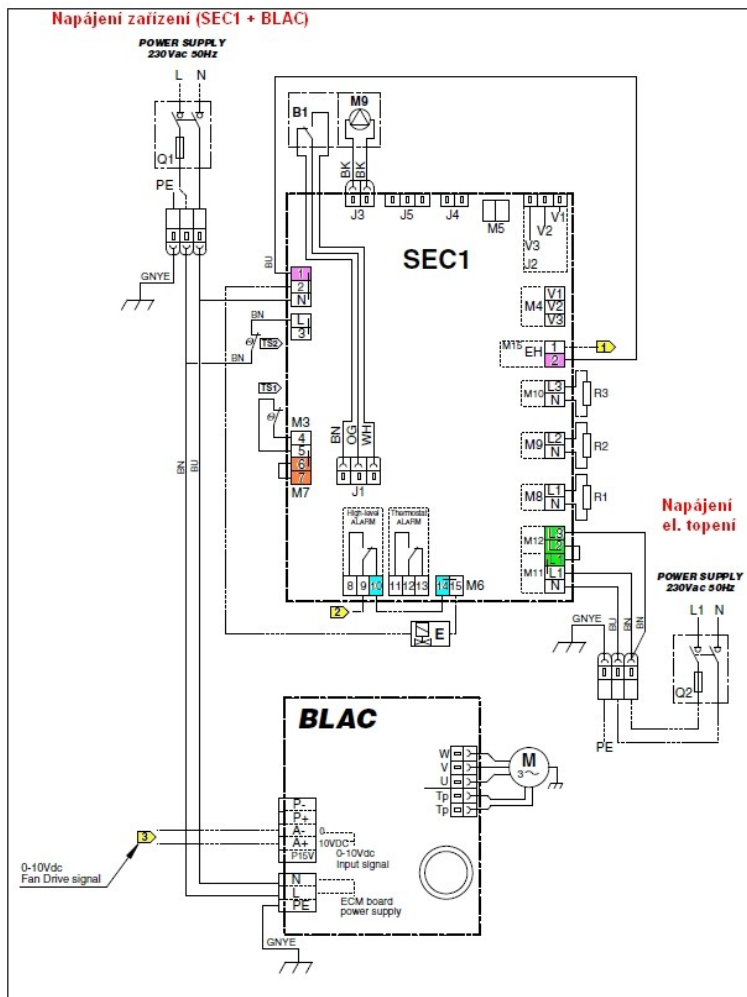 Napájení zařízení (SEC1 + BLAC)
POWER SUPPLY
230Vac 50Hz
L N
Q1
PE
GNYE
B1
M9
BK
BK
J3
J5
J4
M5
V1
V2
V3
J2
SEC1
BU
1
2
N
L
3
BN
TS2
BN
TS1
M3
4
5
6
7
M7
BN
BU
BN
OG
WH
J1
M4
V1
V2
V3
M15
EH
1
2
1
M10
L3
N
R3
M9
L2
N
R2
M8
L1
N
R1
M12
L3
L2
L1
M11
L1
N
High-level
ALARM
Thermostat
ALARM
8 9 10 11 12 13 14 15 M6
2
E
Napájení
el. topení
POWER SUPPLY
230Vac 50Hz
L1 N
GNYE
BU
BN
BN
Q2
PE
BLAC
W
V
U
Tp
Tp
M
3~
P-
P+
A-
A+
P15V
0
10VDC
0-10Vdc
Input signal
3
0-10Vdc
Fan Drive signal
N
L
PE
ECM board
power supply
GNYE